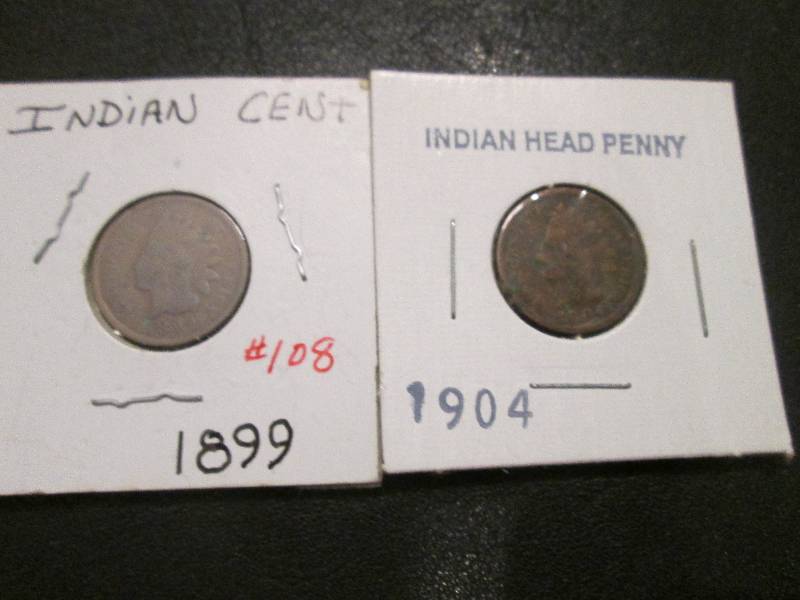 INDIAN CENT
#108
1899
INDIAN HEAD PENNY
1904